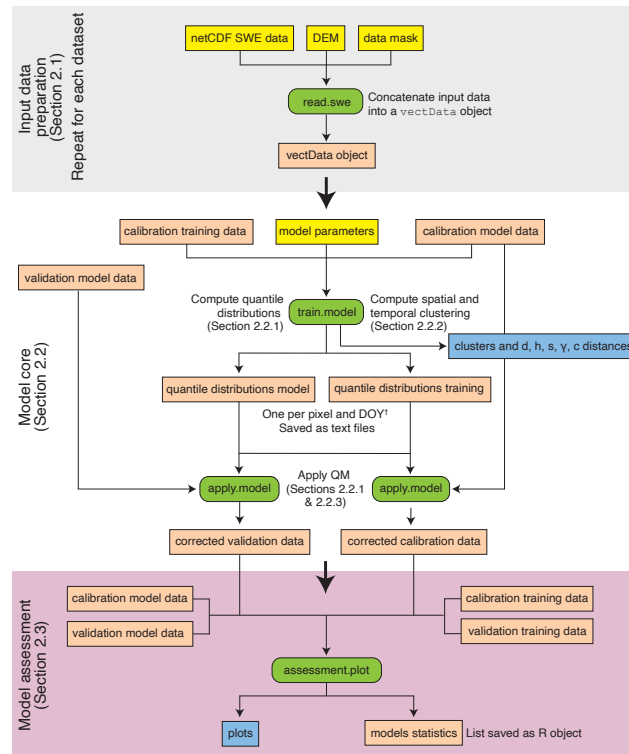 Input data
preparation
(Section 2.1)
Repeat for each dataset
netCDF SWE data
DEM
data mask
read.swe
Concatenate input data
into a vectData object
vectData object
calibration training data
model parameters
calibration model data
validation model data
Model core
(Section 2.2)
Compute quantile
distributions
(Section 2.2.1)
train.model
Compute spatial and
temporal clustering
(Section 2.2.2)
clusters and d, h, s, γ, c distances
quantile distributions model
quantile distributions training
One per pixel and DOY†
Saved as text files
apply.model
Apply QM
(Sections 2.2.1
& 2.2.3)
apply.model
corrected validation data
corrected calibration data
Model assessment
(Section 2.3)
calibration model data
validation model data
calibration training data
validation training data
assessment.plot
plots
models statistics
List saved as R object